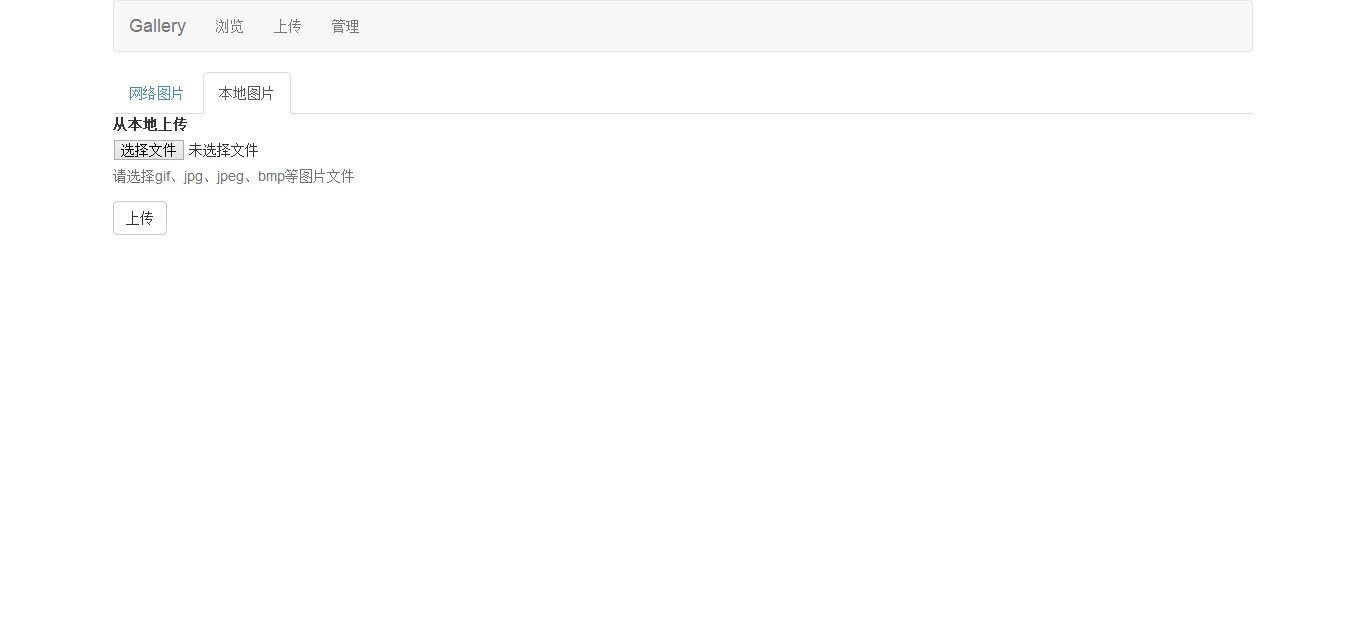 Gallery 浏览 上传 管理
网络图片 本地图片
从本地上传
选择文件 未选择文件
请选择gif、jpg、jpeg、bmp等图片文件
上传